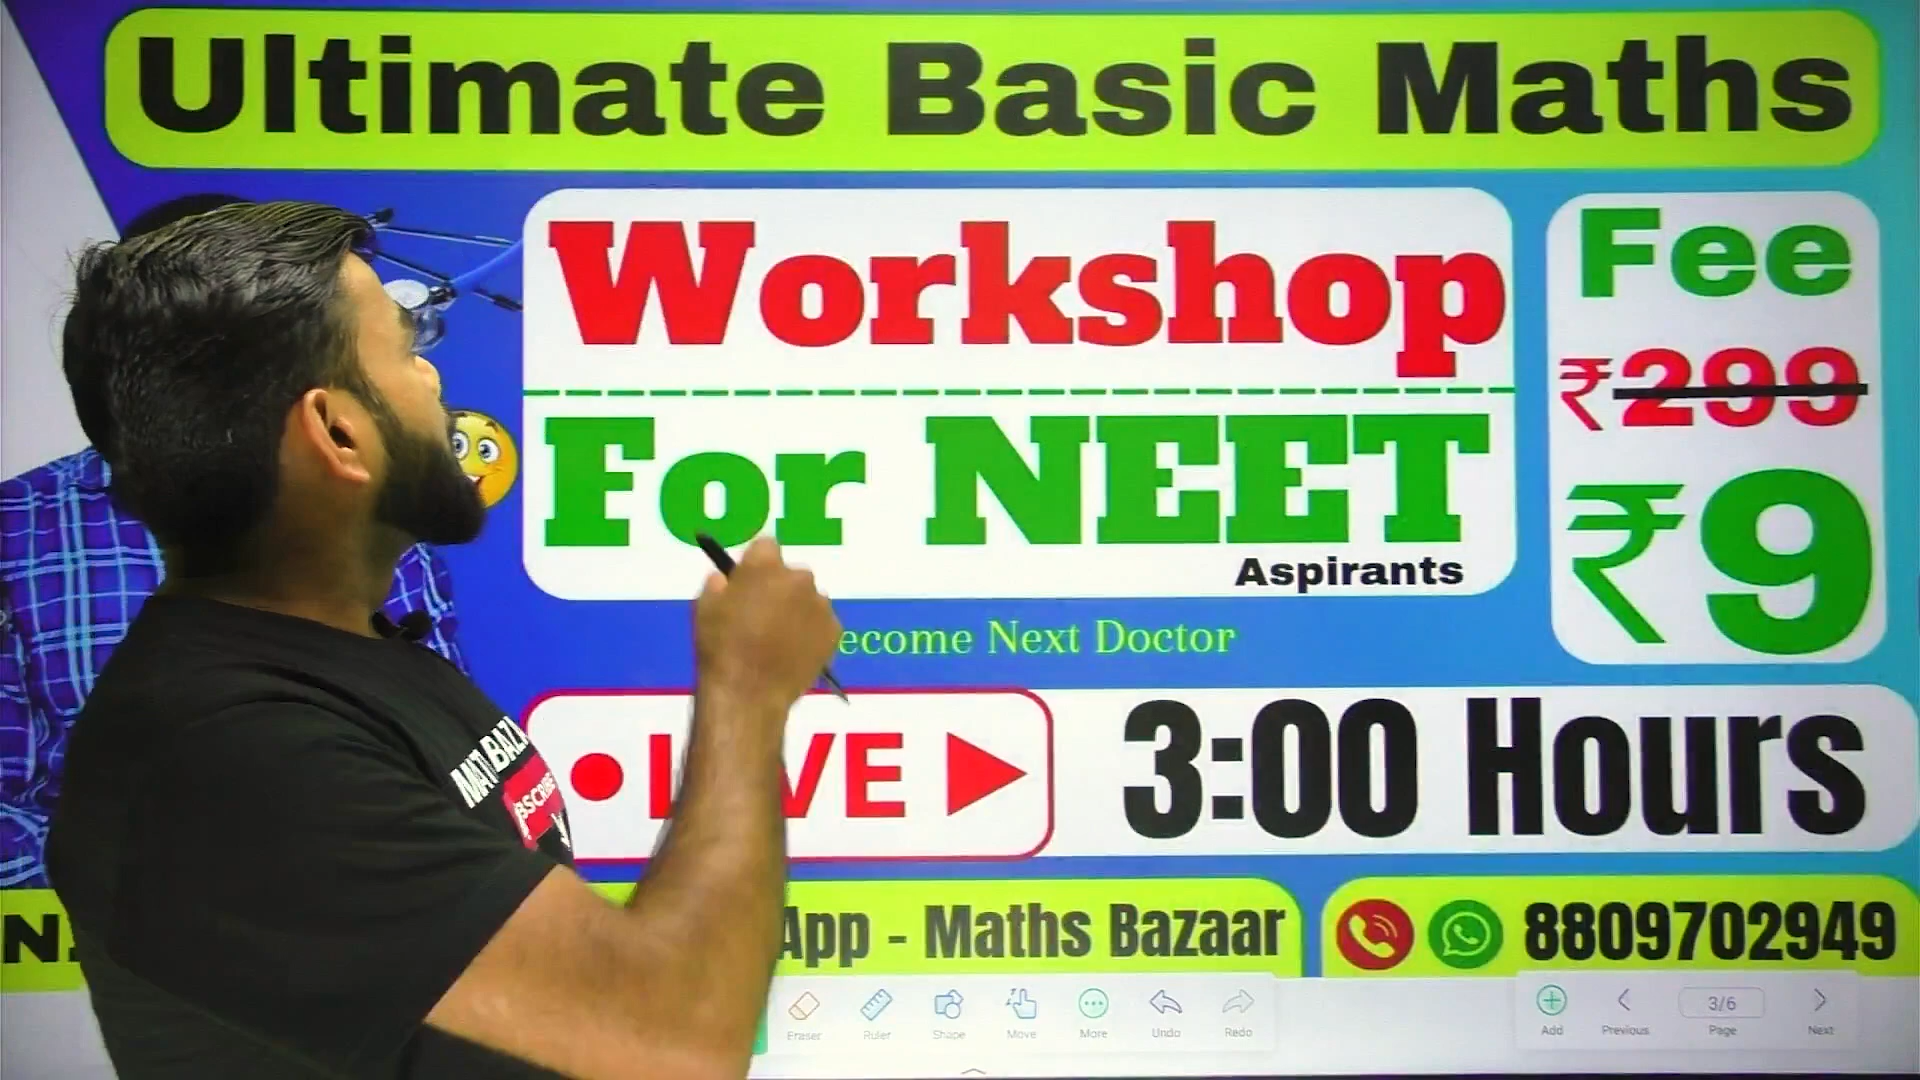 Ultimate Basic Maths
Workshop
For NEET
Aspirants
Fee
₹299
₹9
Next Doctor
LIVE
3:00 Hours
App - Maths Bazaar
8809702949
Eraser
Ruler
Shape
Move
More
Undo
Redo
Add
Previous
3/6
Page
Next